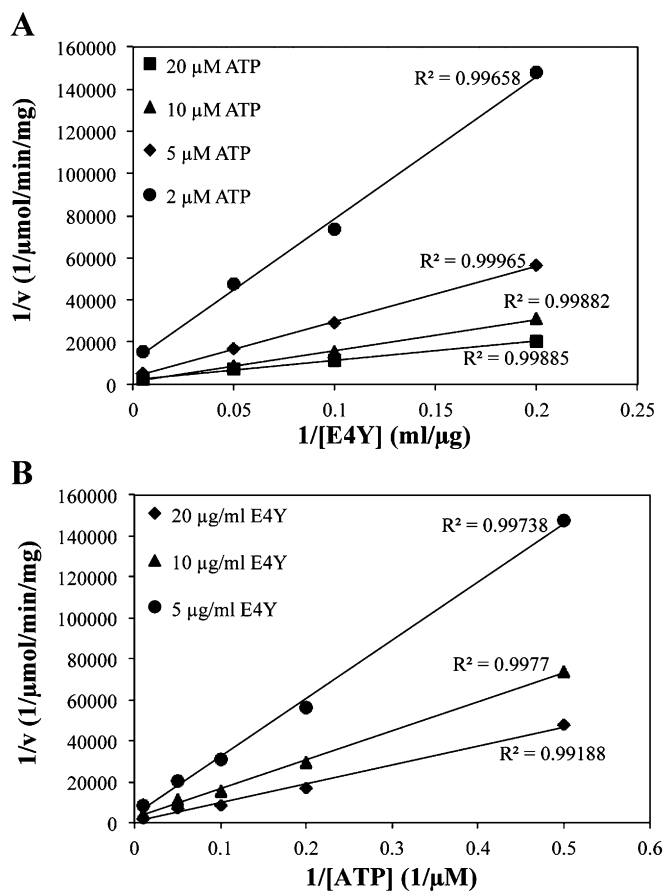 A
160000
140000
120000
100000
80000
60000
40000
20000
0
1/v (1/µmol/min/mg)
20 µM ATP
10 µM ATP
5 µM ATP
2 µM ATP
R² = 0.99658
R² = 0.99965
R² = 0.99882
R² = 0.99885
0 0.05 0.1 0.15 0.2 0.25
1/[E4Y] (ml/µg)
B
160000
140000
120000
100000
80000
60000
40000
20000
0
1/v (1/µmol/min/mg)
20 µg/ml E4Y
10 µg/ml E4Y
5 µg/ml E4Y
R² = 0.99738
R² = 0.9977
R² = 0.99188
0 0.1 0.2 0.3 0.4 0.5 0.6
1/[ATP] (1/µM)